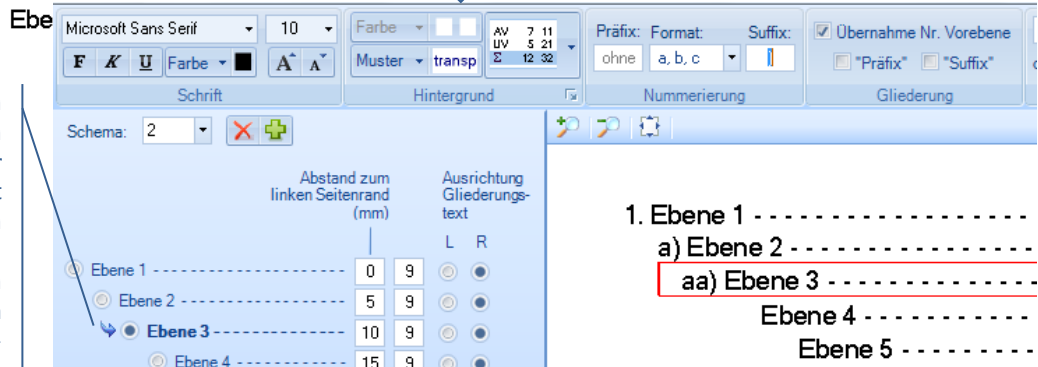 Ebe
Microsoft Sans Serif 10
F K U Farbe A A
Schrift
Farbe
Muster transp
AV 7 11
UV 5 21
Σ 12 32
Hintergrund
Präfix: Format: Suffix:
ohne a, b, c )
Nummerierung
Übernahme Nr. Vorebene
"Präfix" "Suffix"
Gliederung
Schema: 2
Abstand zum
linken Seitenrand
(mm)
Ausrichtung
Gliederungs-
text
L R
Ebene 1 0 9
Ebene 2 5 9
Ebene 3 10 9
Ebene 4 15 9
1. Ebene 1
a) Ebene 2
aa) Ebene 3
Ebene 4
Ebene 5